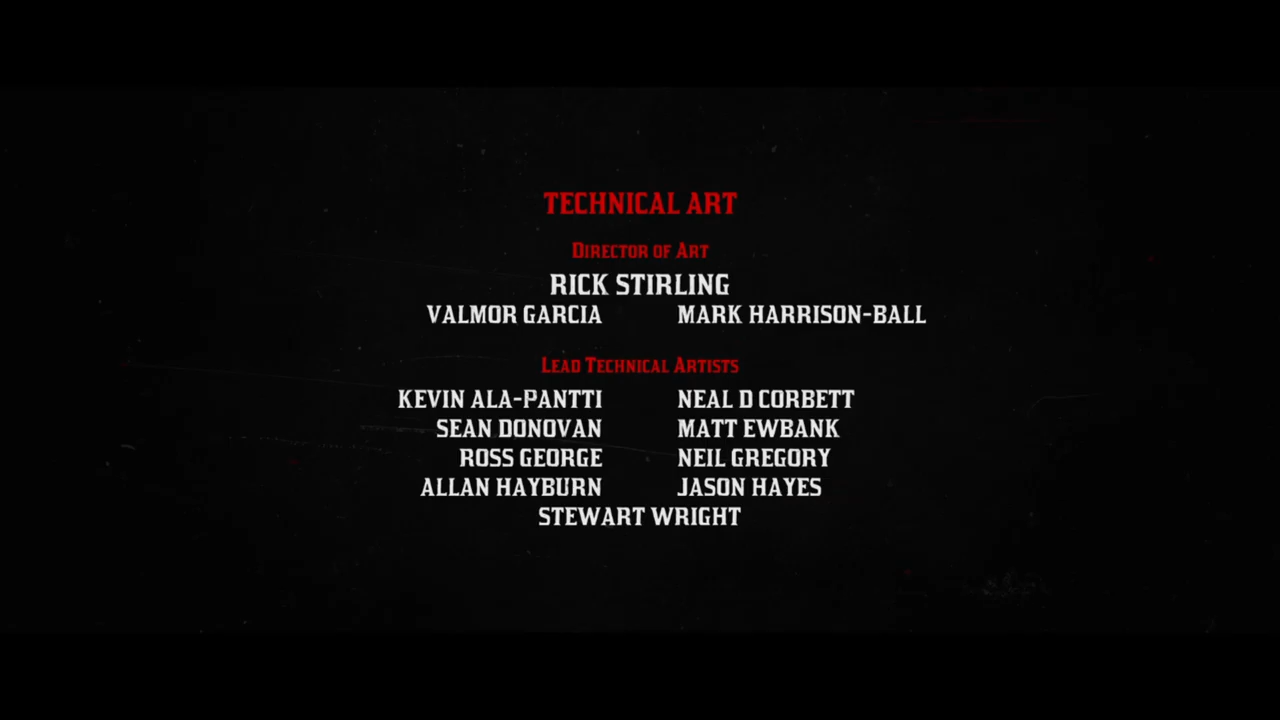 TECHNICAL ART
DIRECTOR OF ART
RICK STIRLING
VALMOR GARCIA MARK HARRISON-BALL
LEAD TECHNICAL ARTISTS
KEVIN ALA-PANTTI NEAL D CORBETT
SEAN DONOVAN MATT EWBANK
ROSS GEORGE NEIL GREGORY
ALLAN HAYBURN JASON HAYES
STEWART WRIGHT